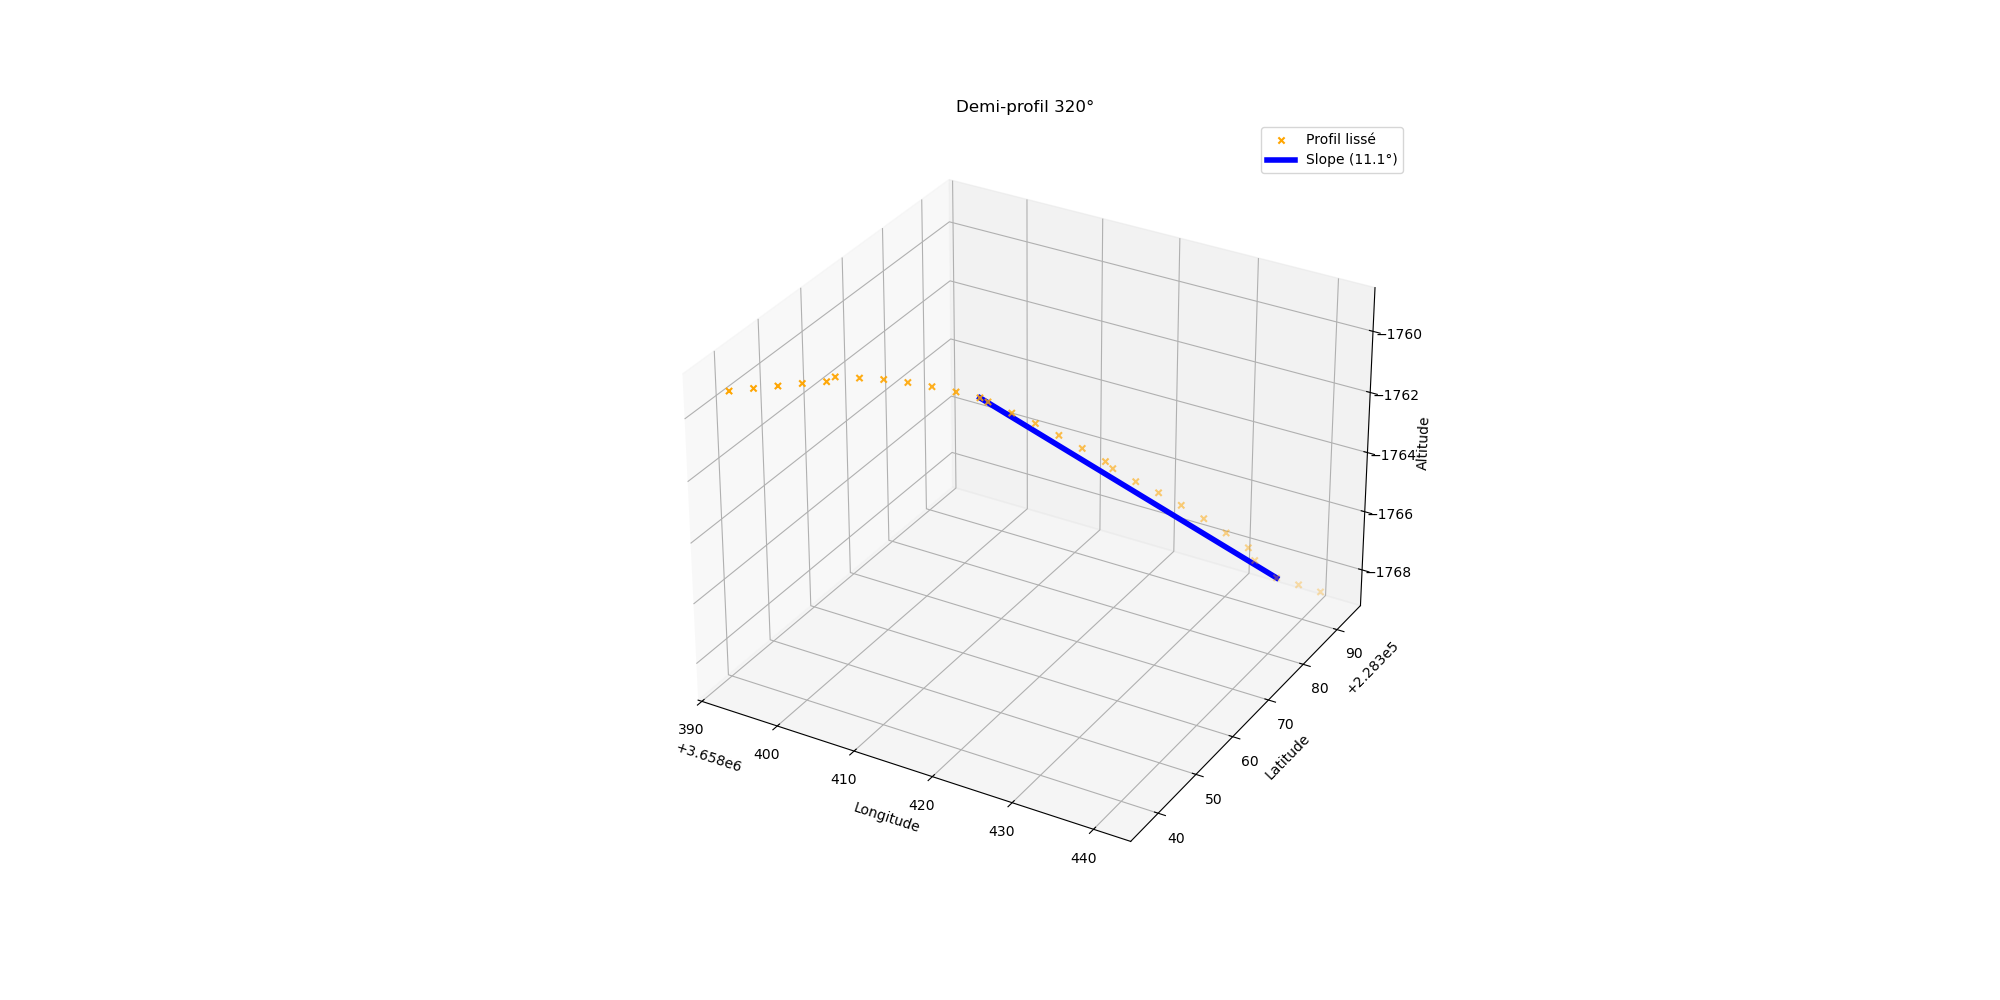 Demi-profil 320°
Profil lissé
Slope (11.1°)
−1760
−1762
−1764
−1766
−1768
Altitude
90
80
70
60
50
40
+2.283e5
Latitude
390
400
410
420
430
440
+3.658e6
Longitude